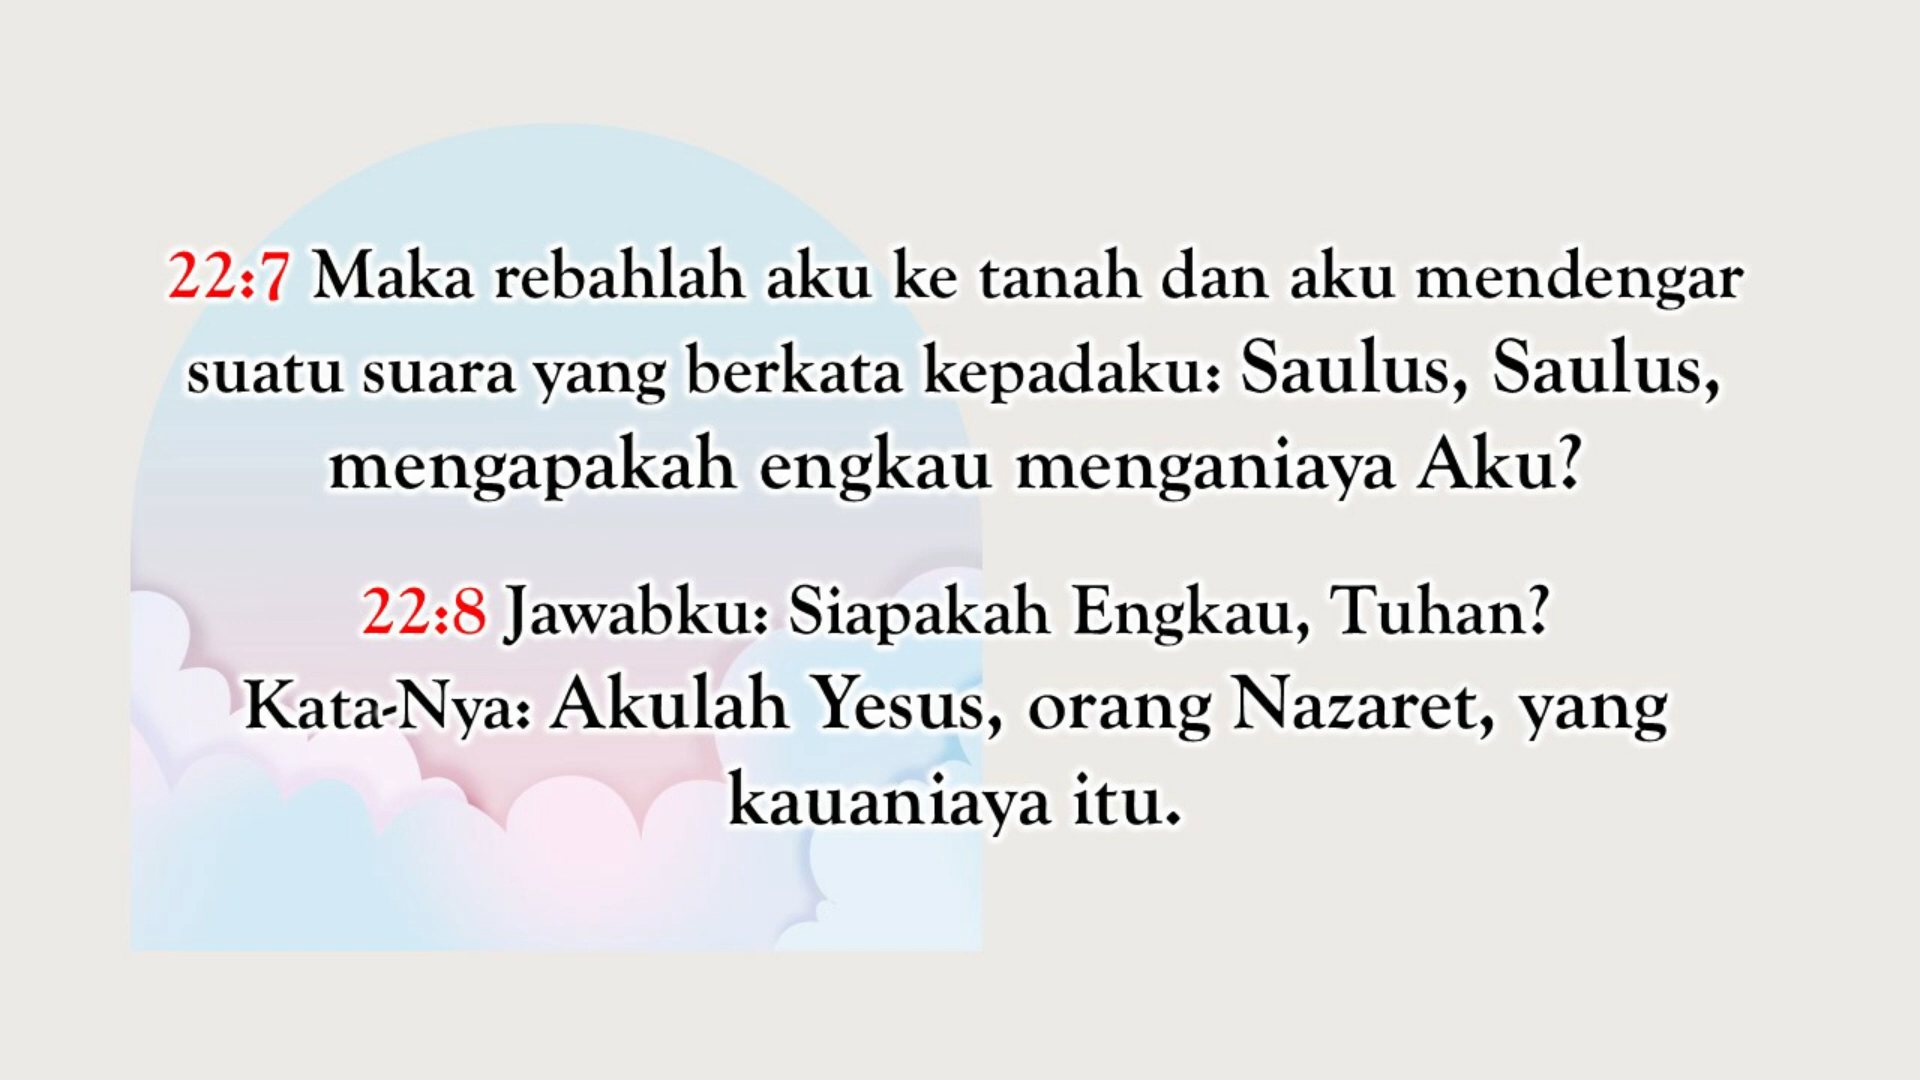 22:7 Maka rebahlah aku ke tanah dan aku mendengar
suatu suara yang berkata kepadaku: Saulus, Saulus,
mengapakah engkau menganiaya Aku?
22:8 Jawabku: Siapakah Engkau, Tuhan?
Kata-Nya: Akulah Yesus, orang Nazaret, yang
kauaniaya itu.